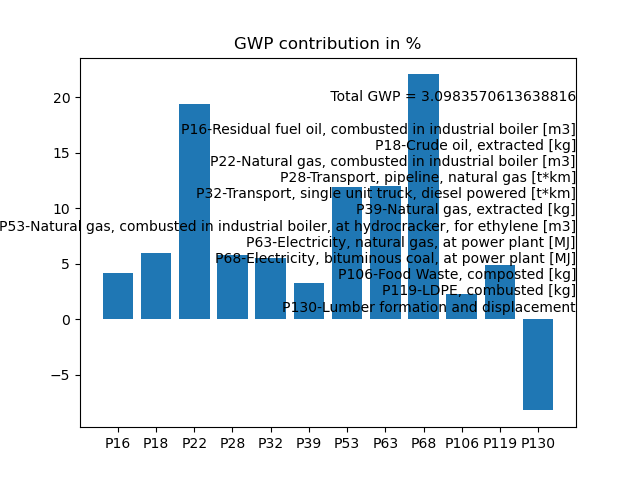 GWP contribution in %
Total GWP = 3.0983570613638816
P16-Residual fuel oil, combusted in industrial boiler [m3]
P18-Crude oil, extracted [kg]
P22-Natural gas, combusted in industrial boiler [m3]
P28-Transport, pipeline, natural gas [t*km]
P32-Transport, single unit truck, diesel powered [t*km]
P39-Natural gas, extracted [kg]
P53-Natural gas, combusted in industrial boiler, at hydrocracker, for ethylene [m3]
P63-Electricity, natural gas, at power plant [MJ]
P68-Electricity, bituminous coal, at power plant [MJ]
P106-Food Waste, composted [kg]
P119-LDPE, combusted [kg]
P130-Lumber formation and displacement
20
15
10
5
0
−5
P16 P18 P22 P28 P32 P39 P53 P63 P68 P106 P119 P130